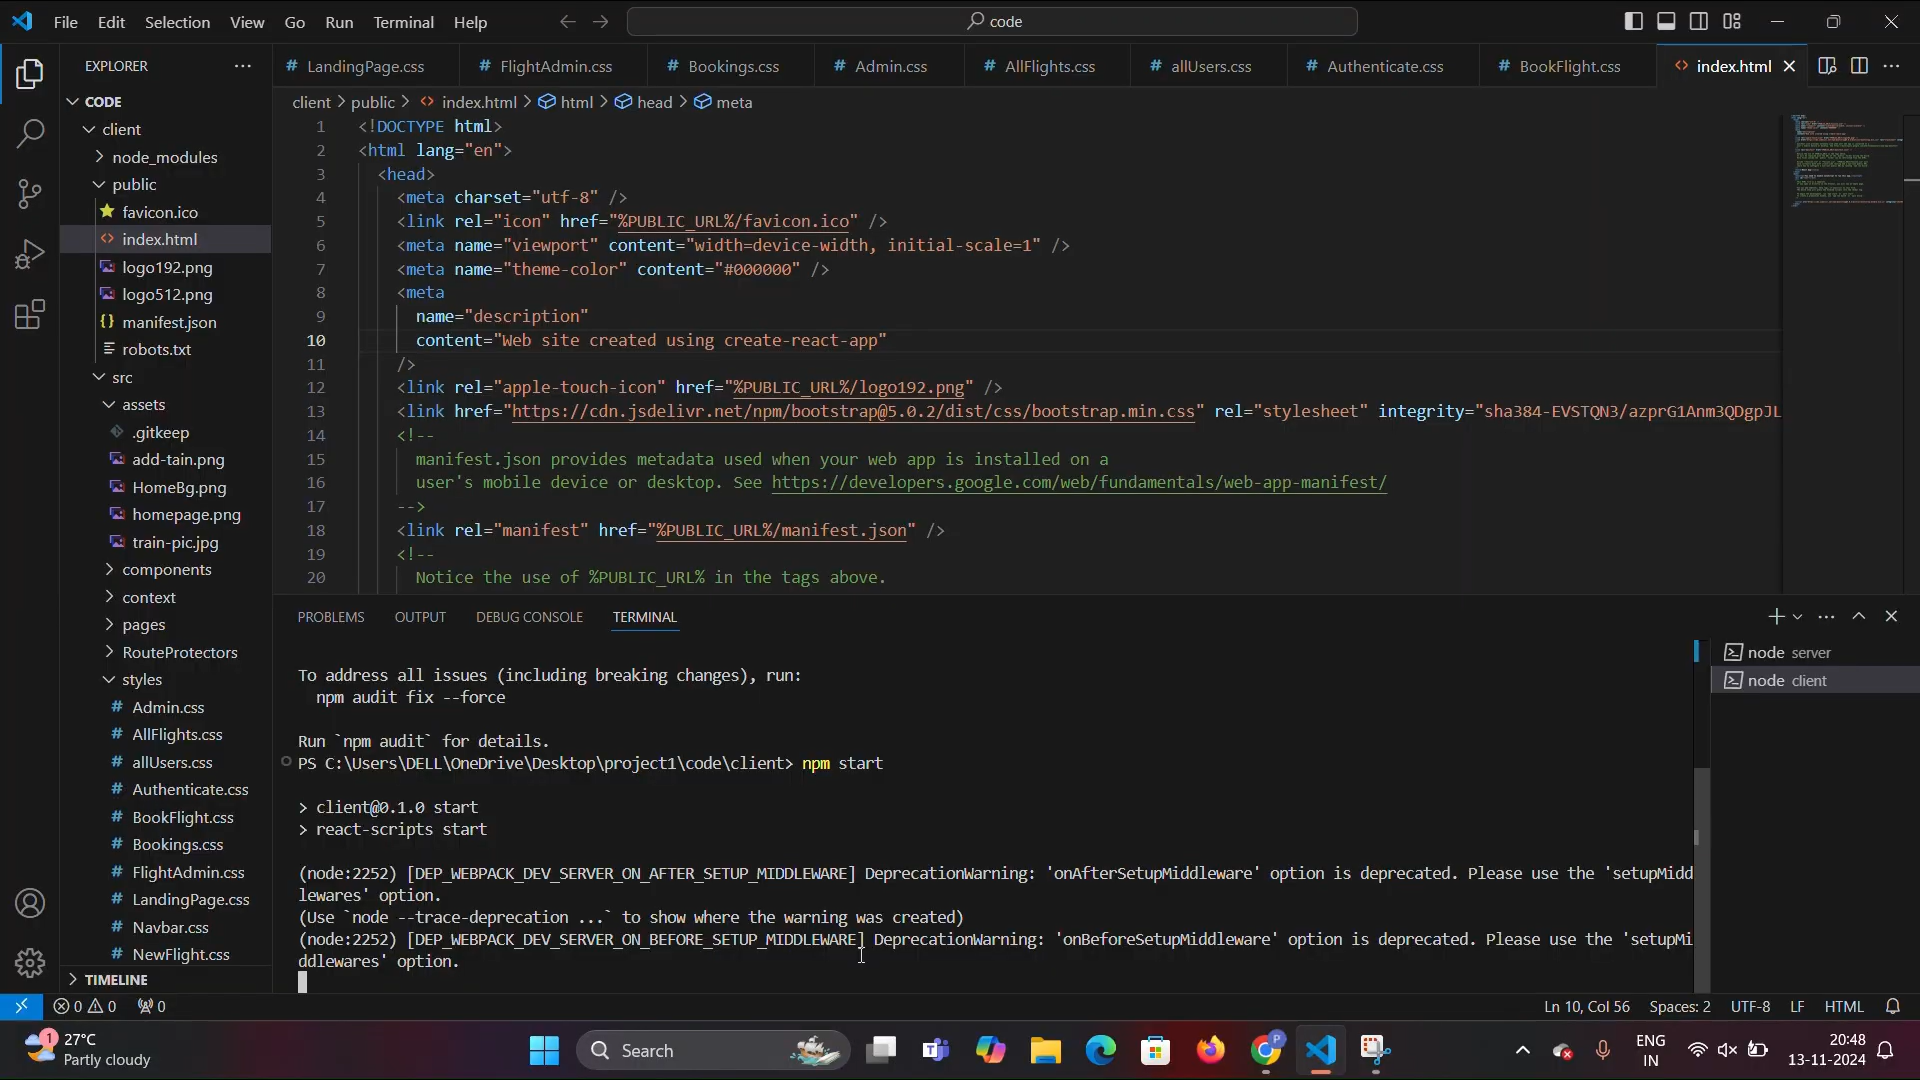 File Edit Selection View Go Run Terminal Help
code
EXPLORER
CODE
client
node_modules
public
favicon.ico
index.html
logo192.png
logo512.png
manifest.json
robots.txt
src
assets
.gitkeep
add-tain.png
HomeBg.png
homepage.png
train-pic.jpg
components
context
pages
RouteProtectors
styles
Admin.css
AllFlights.css
allUsers.css
Authenticate.css
BookFlight.css
Bookings.css
FlightAdmin.css
LandingPage.css
Navbar.css
NewFlight.css
TIMELINE
# LandingPage.css # FlightAdmin.css # Bookings.css # Admin.css # AllFlights.css # allUsers.css # Authenticate.css # BookFlight.css <> index.html
client > public > <> index.html > html > head > meta
1 <!DOCTYPE html>
2 <html lang="en">
3 <head>
4 <meta charset="utf-8" />
5 <link rel="icon" href="%PUBLIC_URL%/favicon.ico" />
6 <meta name="viewport" content="width=device-width, initial-scale=1" />
7 <meta name="theme-color" content="#000000" />
8 <meta
9 name="description"
10 content="Web site created using create-react-app"
11 />
12 <link rel="apple-touch-icon" href="%PUBLIC_URL%/logo192.png" />
13 <link href="https://cdn.jsdelivr.net/npm/bootstrap@5.0.2/dist/css/bootstrap.min.css" rel="stylesheet" integrity="sha384-EVSTQN3/azprG1Anm3QDgpJL
14 <!--
15 manifest.json provides metadata used when your web app is installed on a
16 user's mobile device or desktop. See https://developers.google.com/web/fundamentals/web-app-manifest/
17 -->
18 <link rel="manifest" href="%PUBLIC_URL%/manifest.json" />
19 <!--
20 Notice the use of %PUBLIC_URL% in the tags above.
PROBLEMS OUTPUT DEBUG CONSOLE TERMINAL
node server
node client
To address all issues (including breaking changes), run:
npm audit fix --force
Run `npm audit` for details.
PS C:\Users\DELL\OneDrive\Desktop\project1\code\client> npm start
> client@0.1.0 start
> react-scripts start
(node:2252) [DEP_WEBPACK_DEV_SERVER_ON_AFTER_SETUP_MIDDLEWARE] DeprecationWarning: 'onAfterSetupMiddleware' option is deprecated. Please use the 'setupMidd
lewares' option.
(Use `node --trace-deprecation ...` to show where the warning was created)
(node:2252) [DEP_WEBPACK_DEV_SERVER_ON_BEFORE_SETUP_MIDDLEWARE] DeprecationWarning: 'onBeforeSetupMiddleware' option is deprecated. Please use the 'setupMi
ddlewares' option.
0 0 0 Ln 10, Col 56 Spaces: 2 UTF-8 LF HTML
1
27°C
Partly cloudy
Search
ENG
IN
20:48
13-11-2024